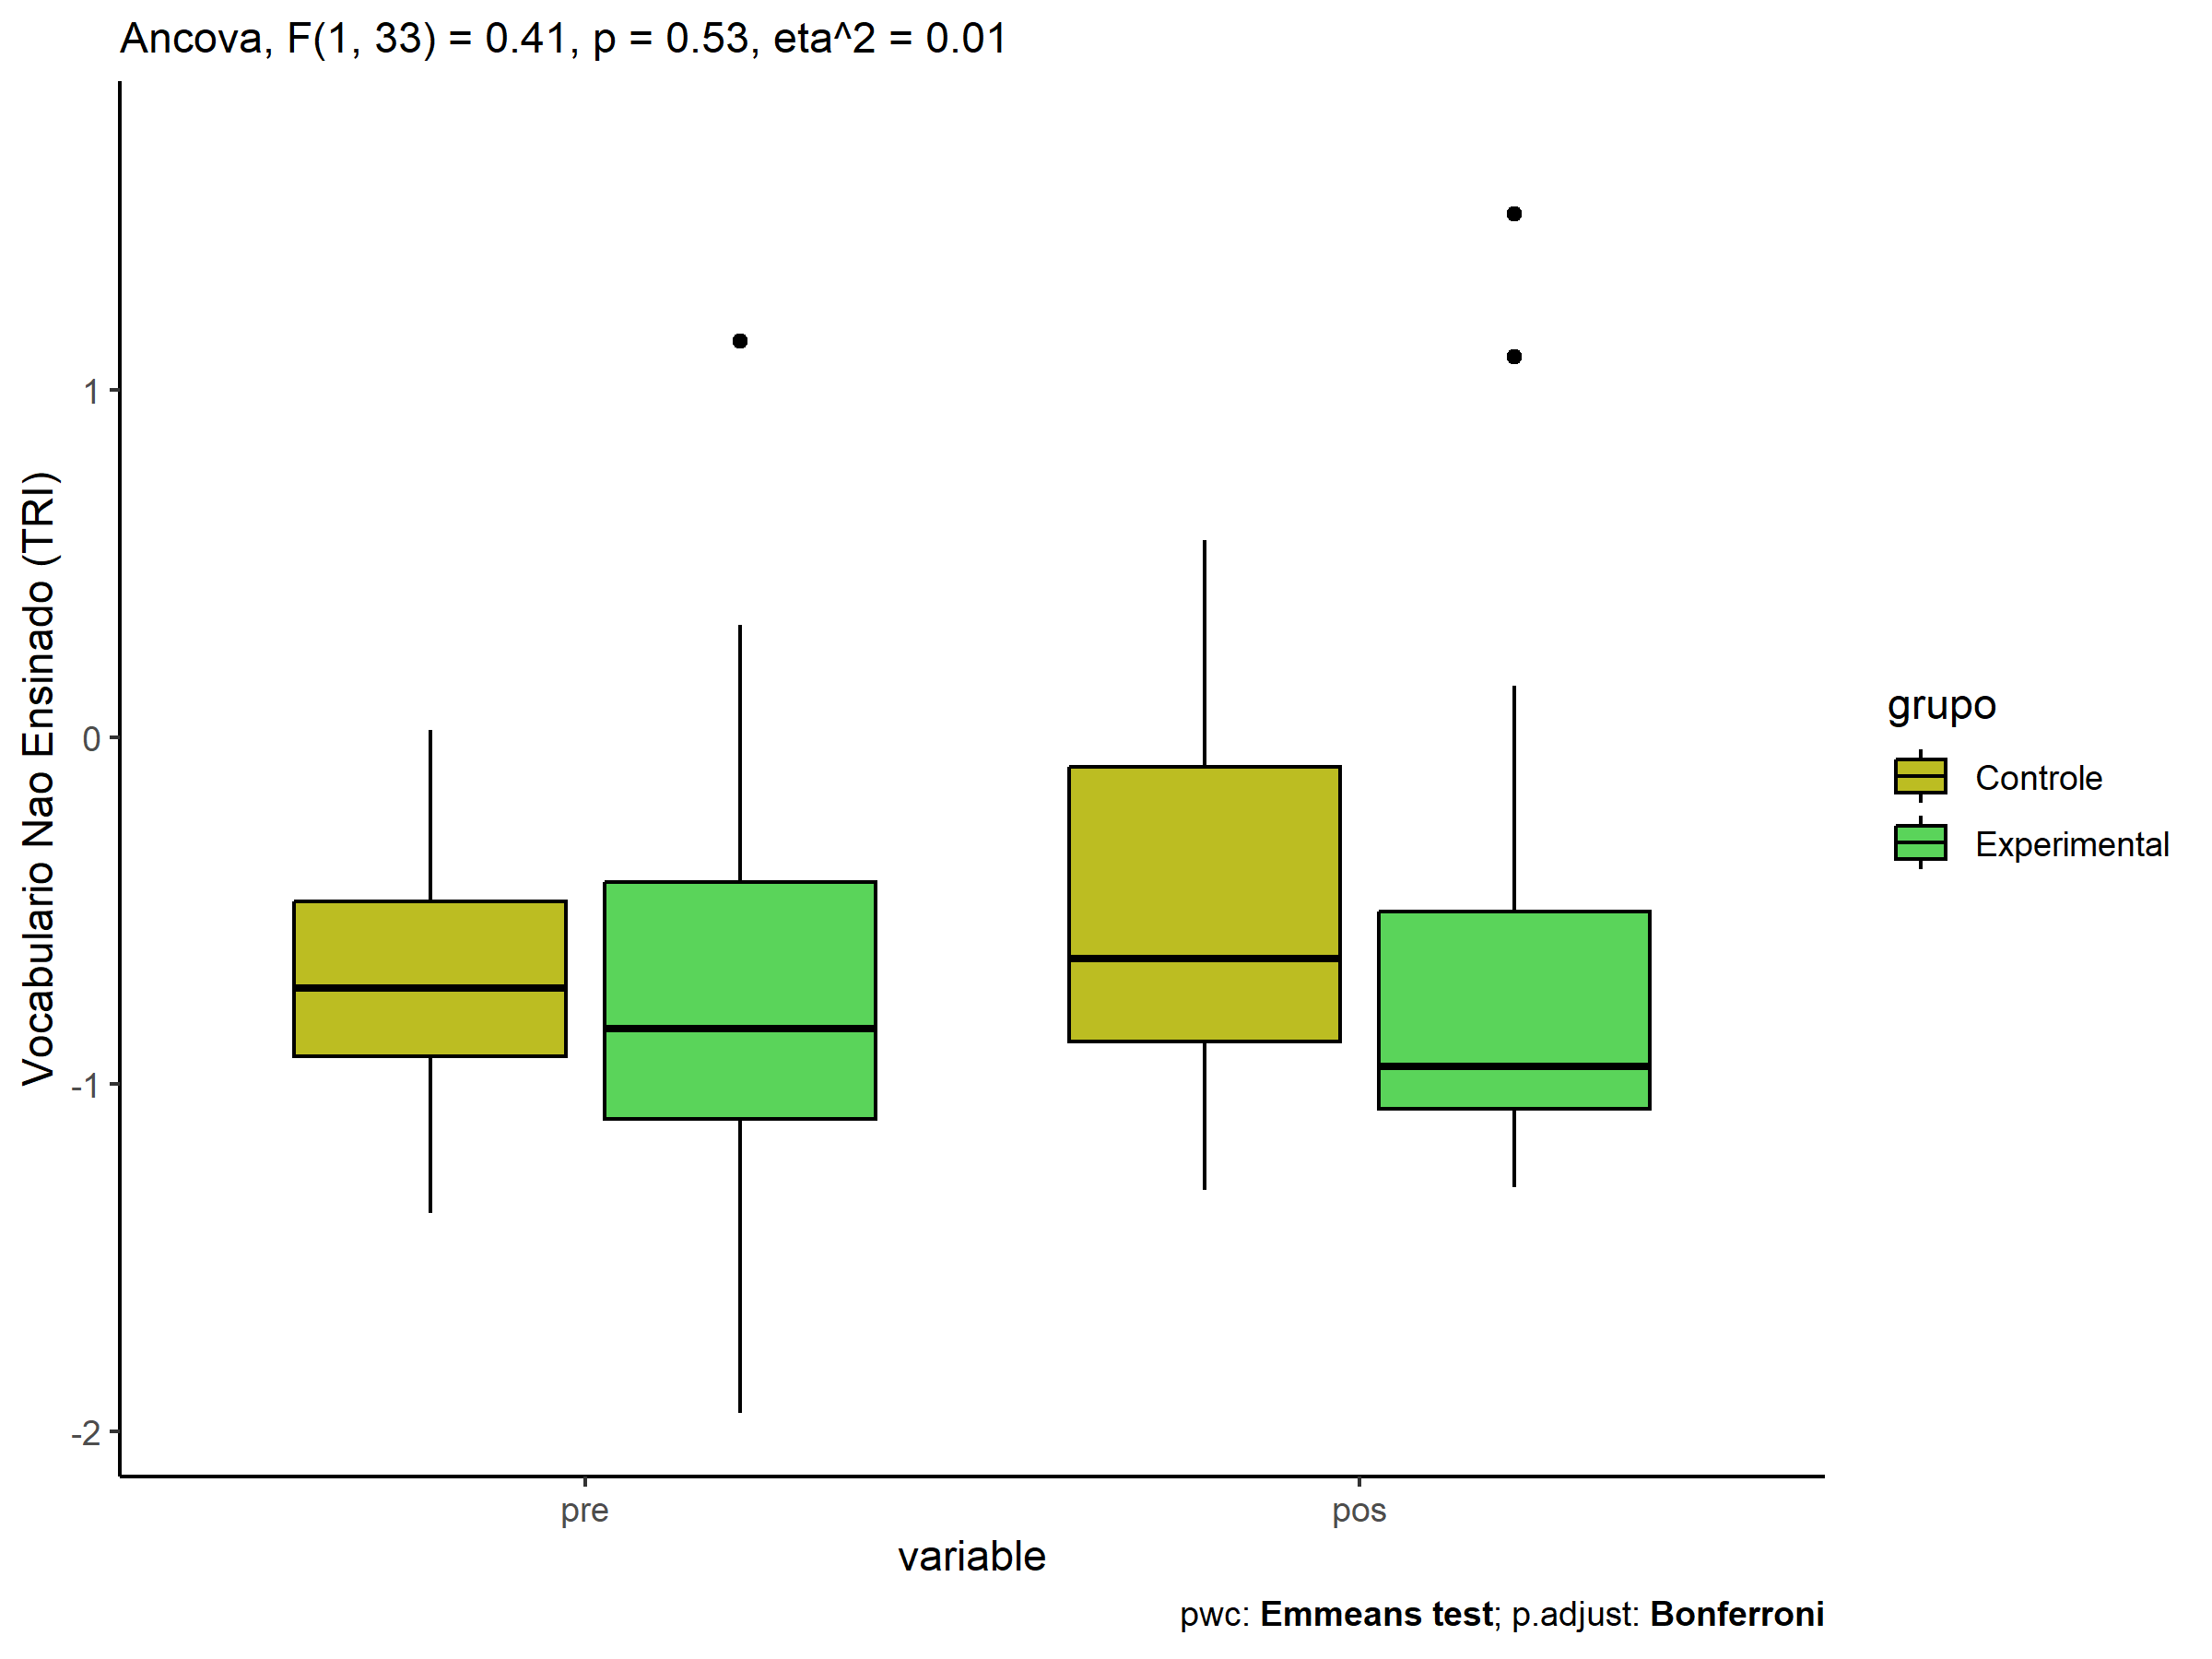 Ancova, F(1, 33) = 0.41, p = 0.53, eta^2 = 0.01
Vocabulario Nao Ensinado (TRI)
1
0
-1
-2
pre
pos
variable
grupo
Controle
Experimental
pwc: Emmeans test; p.adjust: Bonferroni